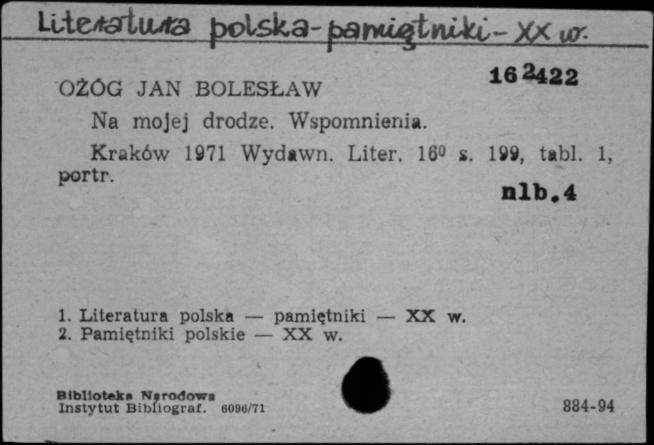 Literatura polska-pamiętniki-XX w.
162422
OŻÓG JAN BOLESŁAW
Na mojej drodze. Wspomnienia.
Kraków 1971 Wydawn. Liter. 16⁰ s. 199, tabl. 1,
portr.
nlb.4
1. Literatura polska — pamiętniki — XX w.
2. Pamiętniki polskie — XX w.
Biblioteka Narodowa
Instytut Bibliograf. 6096/71
884-94